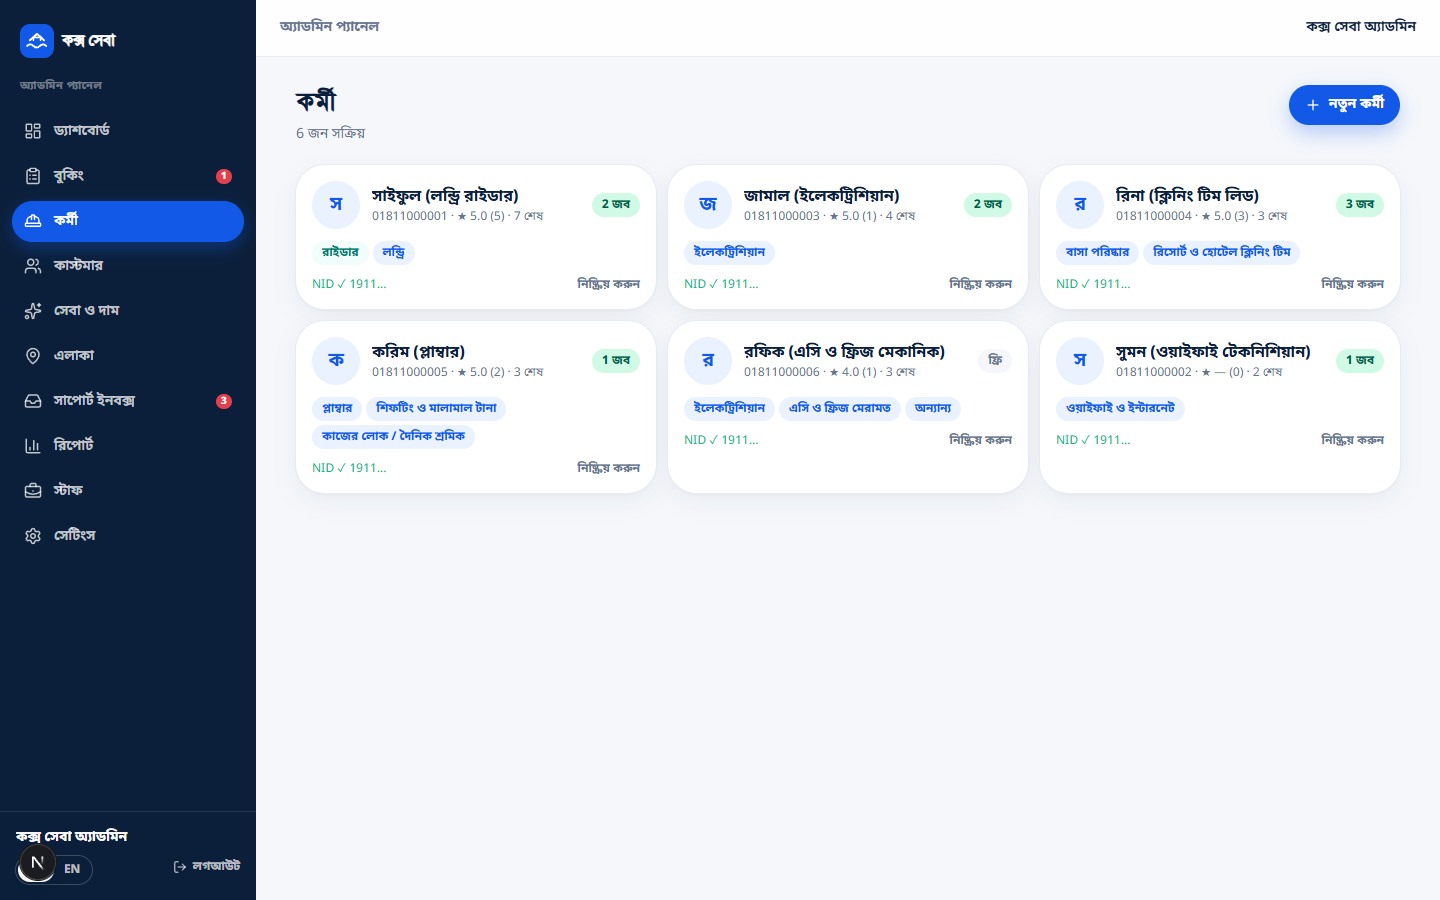 কক্স সেবা
অ্যাডমিন প্যানেল
ড্যাশবোর্ড
বুকিং 1
কর্মী
কাস্টমার
সেবা ও দাম
এলাকা
সাপোর্ট ইনবক্স 3
রিপোর্ট
স্টাফ
সেটিংস
কক্স সেবা অ্যাডমিন
N EN লগআউট
অ্যাডমিন প্যানেল কক্স সেবা অ্যাডমিন
কর্মী
6 জন সক্রিয়
+ নতুন কর্মী
স সাইফুল (লন্ড্রি রাইডার) 2 জব
01811000001 · ★ 5.0 (5) · 7 শেষ
রাইডার লন্ড্রি
NID ✓ 1911… নিষ্ক্রিয় করুন
জ জামাল (ইলেকট্রিশিয়ান) 2 জব
01811000003 · ★ 5.0 (1) · 4 শেষ
ইলেকট্রিশিয়ান
NID ✓ 1911… নিষ্ক্রিয় করুন
র রিনা (ক্লিনিং টিম লিড) 3 জব
01811000004 · ★ 5.0 (3) · 3 শেষ
বাসা পরিষ্কার রিসোর্ট ও হোটেল ক্লিনিং টিম
NID ✓ 1911… নিষ্ক্রিয় করুন
ক করিম (প্লাম্বার) 1 জব
01811000005 · ★ 5.0 (2) · 3 শেষ
প্লাম্বার শিফটিং ও মালামাল টানা
কাজের লোক / দৈনিক শ্রমিক
NID ✓ 1911… নিষ্ক্রিয় করুন
র রফিক (এসি ও ফ্রিজ মেকানিক) ফ্রি
01811000006 · ★ 4.0 (1) · 3 শেষ
ইলেকট্রিশিয়ান এসি ও ফ্রিজ মেরামত অন্যান্য
NID ✓ 1911… নিষ্ক্রিয় করুন
স সুমন (ওয়াইফাই টেকনিশিয়ান) 1 জব
01811000002 · ★ — (0) · 2 শেষ
ওয়াইফাই ও ইন্টারনেট
NID ✓ 1911… নিষ্ক্রিয় করুন